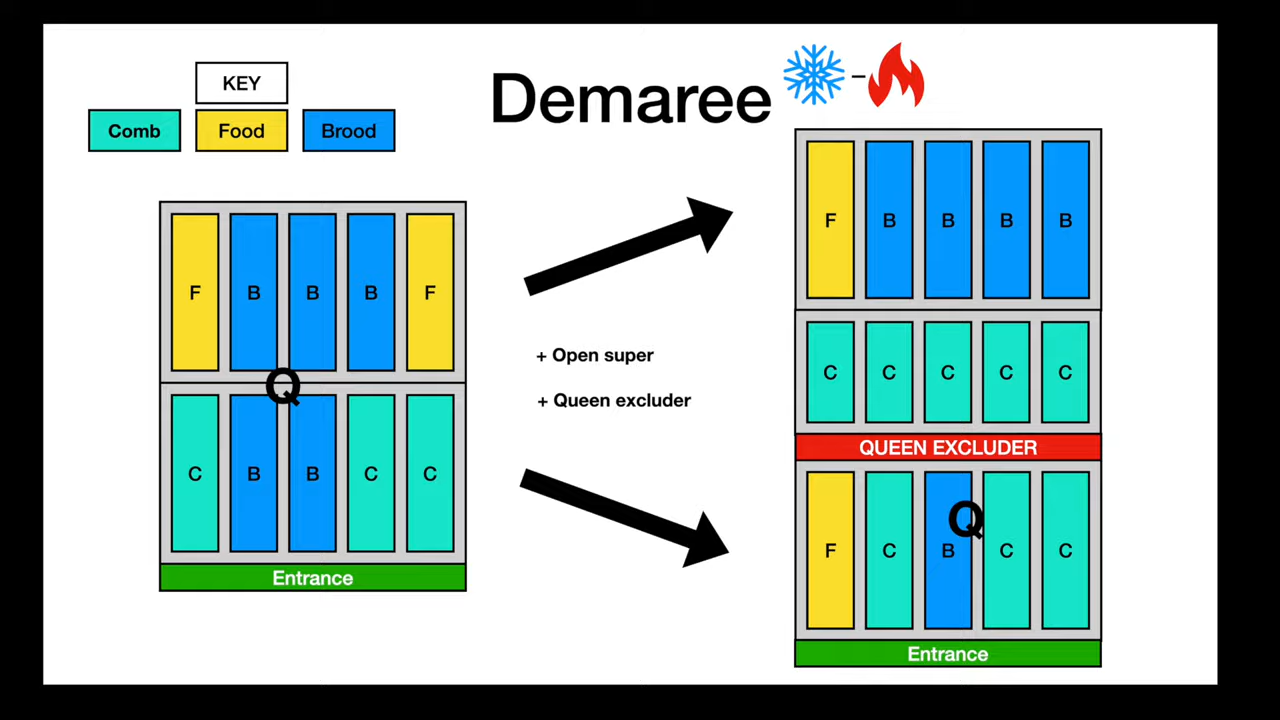 KEY
Comb Food Brood
Demaree
F B B B F
Q
C B B C C
Entrance
+ Open super
+ Queen excluder
F B B B B
C C C C C
QUEEN EXCLUDER
Q
F C B C C
Entrance